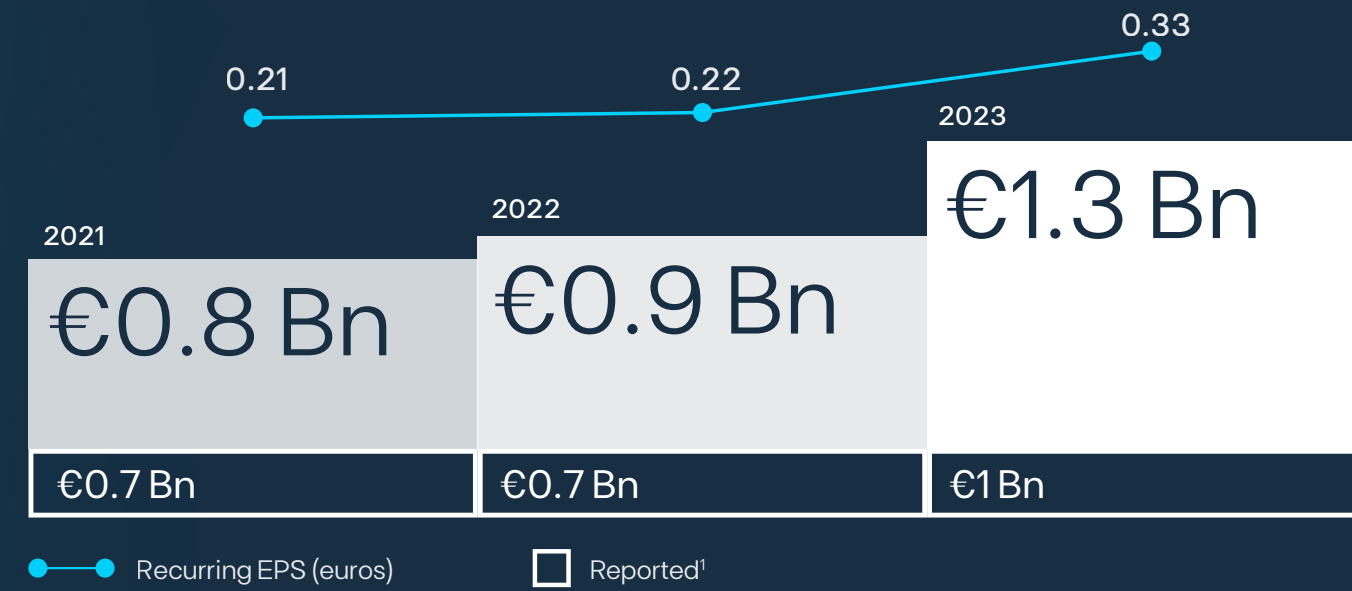 0.21
0.22
0.33
2021
€0.8 Bn
€0.7 Bn
2022
€0.9 Bn
€0.7 Bn
2023
€1.3 Bn
€1 Bn
Recurring EPS (euros)
Reported¹